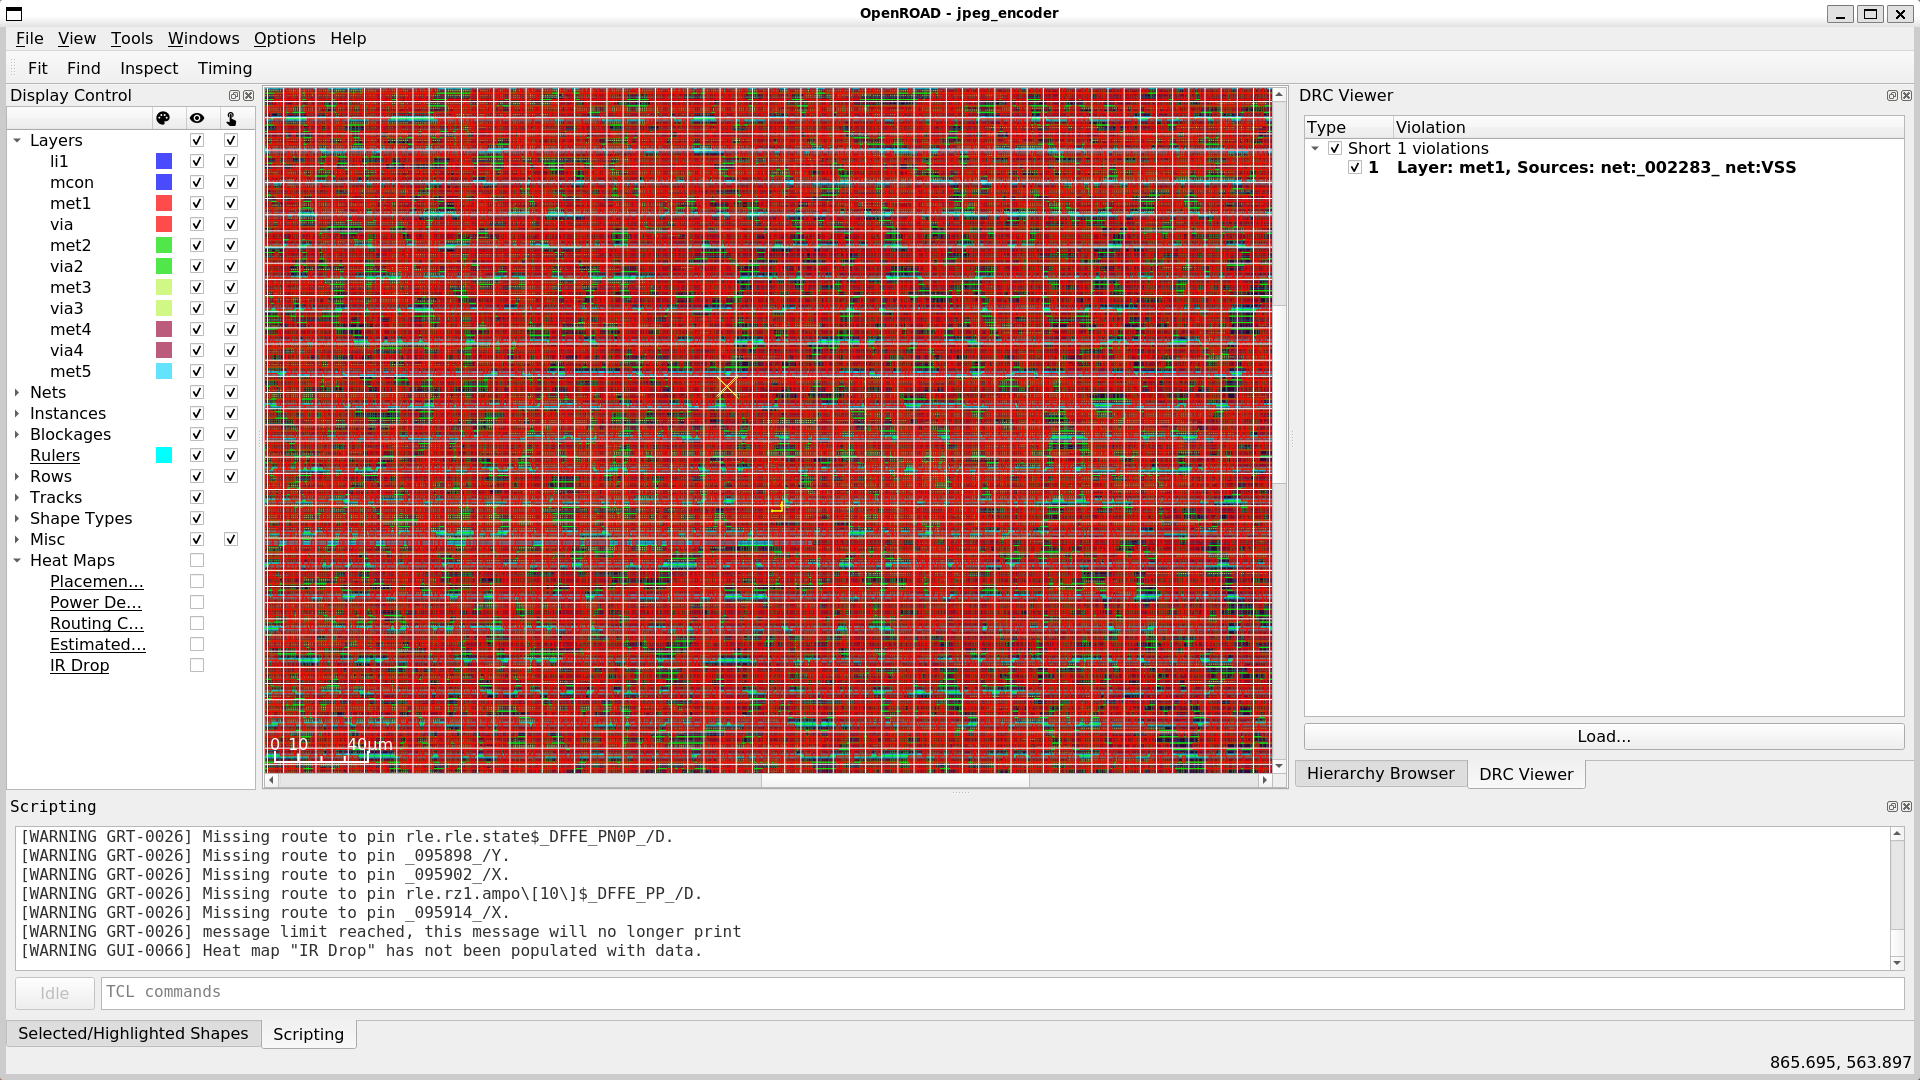 OpenROAD - jpeg_encoder
File View Tools Windows Options Help
Fit Find Inspect Timing
Display Control
Layers
li1
mcon
met1
via
met2
via2
met3
via3
met4
via4
met5
Nets
Instances
Blockages
Rulers
Rows
Tracks
Shape Types
Misc
Heat Maps
Placemen...
Power De...
Routing C...
Estimated...
IR Drop
0 10 40μm
DRC Viewer
Type Violation
Short 1 violations
1 Layer: met1, Sources: net:_002283_ net:VSS
Load...
Hierarchy Browser DRC Viewer
Scripting
[WARNING GRT-0026] Missing route to pin rle.rle.state$_DFFE_PN0P_/D.
[WARNING GRT-0026] Missing route to pin _095898_/Y.
[WARNING GRT-0026] Missing route to pin _095902_/X.
[WARNING GRT-0026] Missing route to pin rle.rz1.ampo\[10\]$_DFFE_PP_/D.
[WARNING GRT-0026] Missing route to pin _095914_/X.
[WARNING GRT-0026] message limit reached, this message will no longer print
[WARNING GUI-0066] Heat map "IR Drop" has not been populated with data.
Idle TCL commands
Selected/Highlighted Shapes Scripting
865.695, 563.897